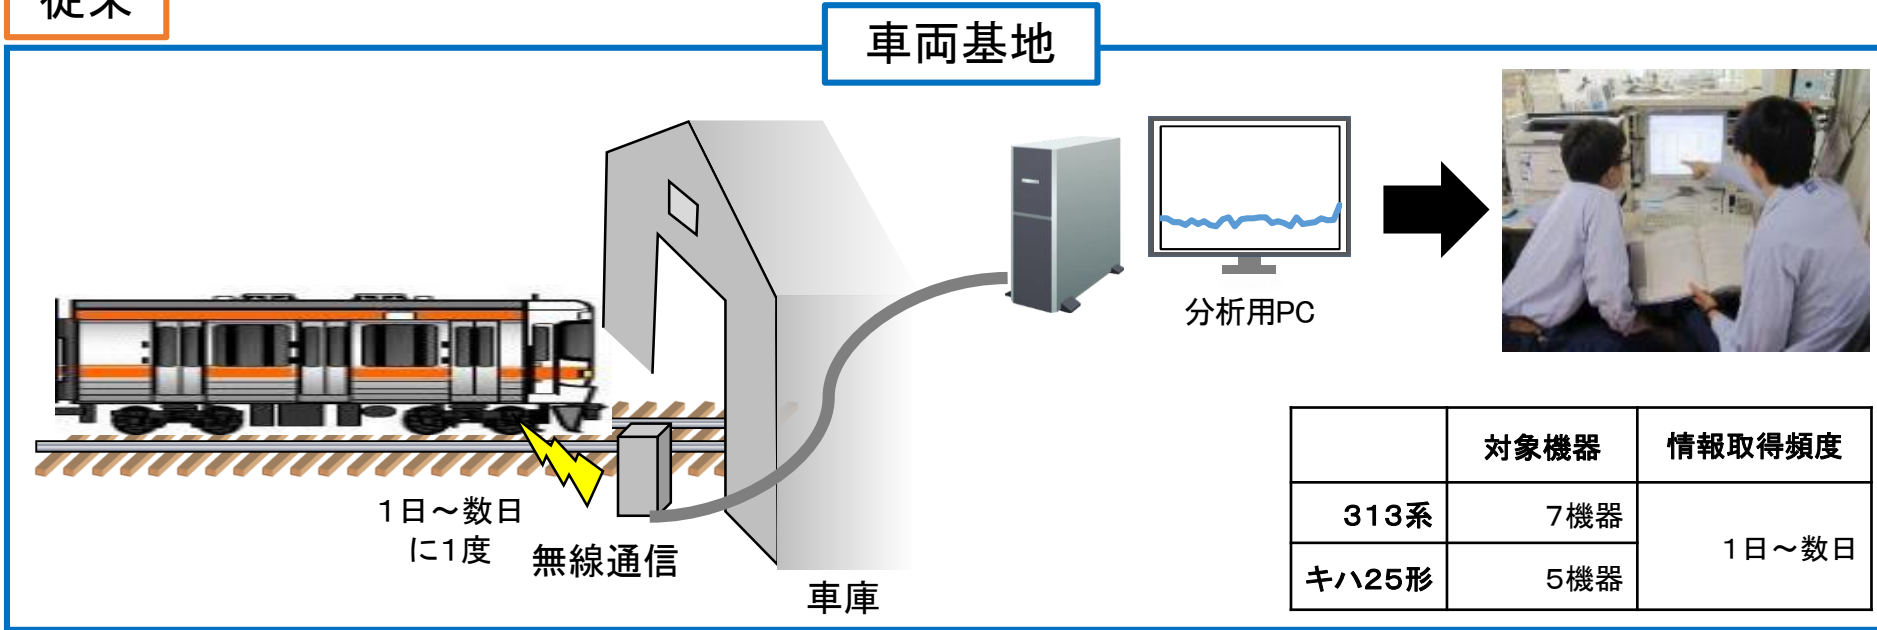 従来
車両基地
分析用PC
1日～数日
に1度
無線通信
車庫
対象機器 情報取得頻度
313系 7機器 1日～数日
キハ25形 5機器